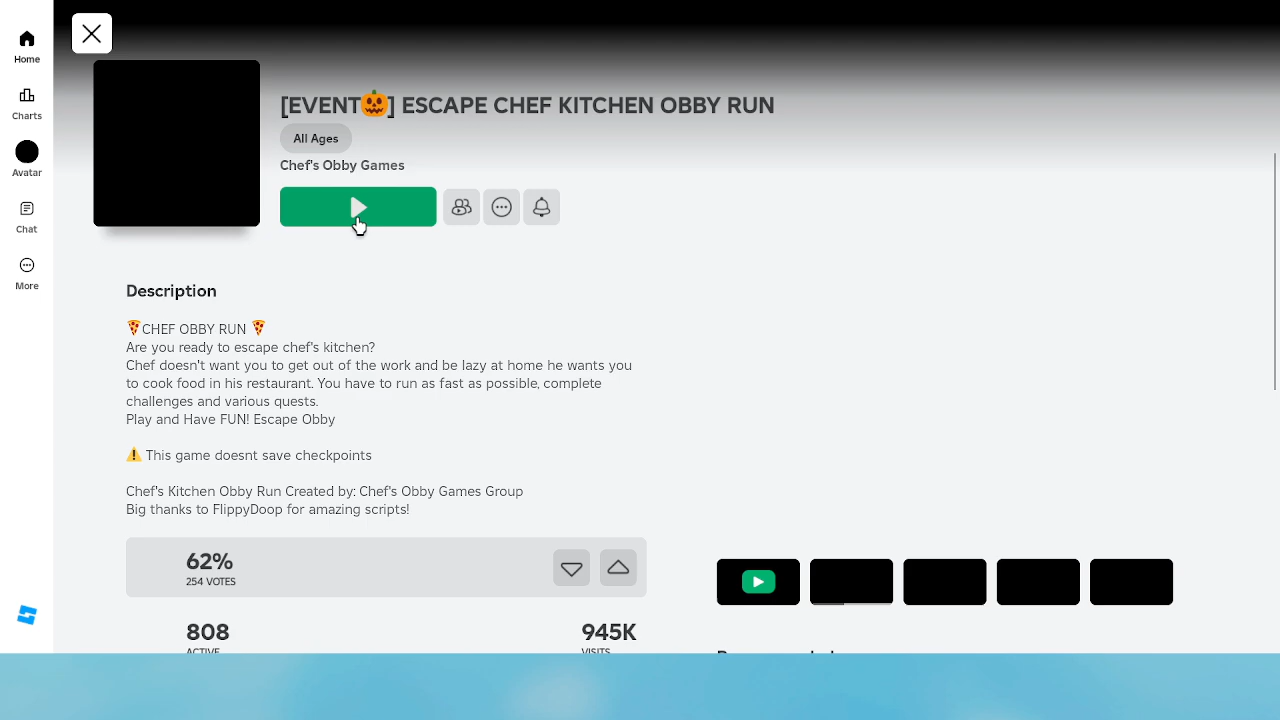 Home
Charts
Avatar
Chat
More
[EVENT🎃] ESCAPE CHEF KITCHEN OBBY RUN
All Ages
Chef's Obby Games
Description
🍕CHEF OBBY RUN 🍕
Are you ready to escape chef's kitchen?
Chef doesn't want you to get out of the work and be lazy at home he wants you
to cook food in his restaurant. You have to run as fast as possible, complete
challenges and various quests.
Play and Have FUN! Escape Obby
⚠️ This game doesnt save checkpoints
Chef's Kitchen Obby Run Created by: Chef's Obby Games Group
Big thanks to FlippyDoop for amazing scripts!
62%
254 VOTES
808
ACTIVE
945K
VISITS